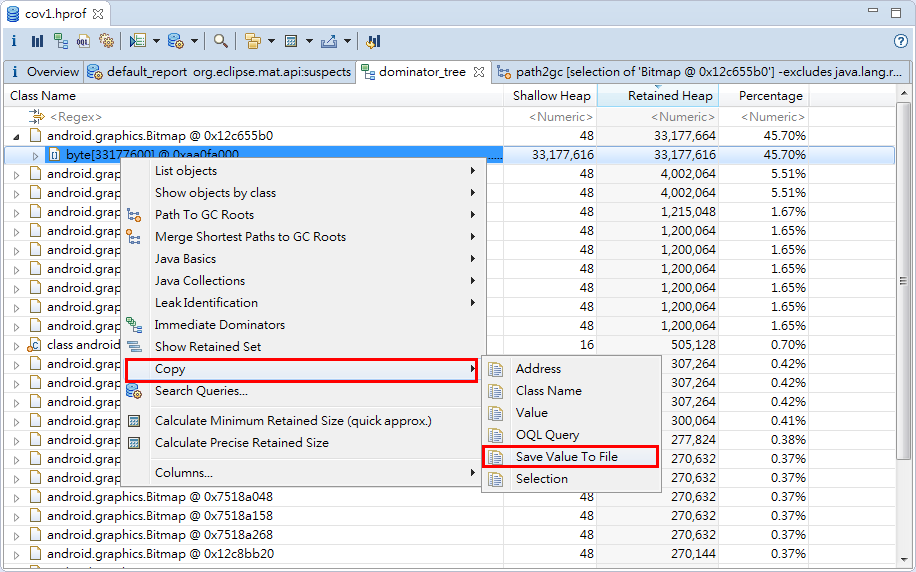 cov1.hprof
i OQL
i Overview default_report org.eclipse.mat.api:suspects dominator_tree path2gc [selection of 'Bitmap @ 0x12c655b0'] -excludes java.lang.r...
Class Name Shallow Heap Retained Heap Percentage
<Regex> <Numeric> <Numeric> <Numeric>
android.graphics.Bitmap @ 0x12c655b0 48 33,177,664 45.70%
byte[33177600] @ 0xaa0fa000 ..... 33,177,616 33,177,616 45.70%
android.grap 48 4,002,064 5.51%
android.grap 48 4,002,064 5.51%
android.grap 48 1,215,048 1.67%
android.grap 48 1,200,064 1.65%
android.grap 48 1,200,064 1.65%
android.grap 48 1,200,064 1.65%
android.grap 48 1,200,064 1.65%
android.grap 48 1,200,064 1.65%
android.grap 48 1,200,064 1.65%
class android 16 505,128 0.70%
android.grap 307,264 0.42%
android.grap 307,264 0.42%
android.grap 307,264 0.42%
android.grap 300,064 0.41%
android.grap 277,824 0.38%
android.grap 270,632 0.37%
android.grap 270,632 0.37%
android.graphics.Bitmap @ 0x7518a048 48 270,632 0.37%
android.graphics.Bitmap @ 0x7518a158 48 270,632 0.37%
android.graphics.Bitmap @ 0x7518a268 48 270,632 0.37%
android.graphics.Bitmap @ 0x12c8bb20 48 270,144 0.37%
List objects
Show objects by class
Path To GC Roots
Merge Shortest Paths to GC Roots
Java Basics
Java Collections
Leak Identification
Immediate Dominators
Show Retained Set
Copy
Search Queries...
Calculate Minimum Retained Size (quick approx.)
Calculate Precise Retained Size
Columns...
Address
Class Name
Value
OQL Query
Save Value To File
Selection